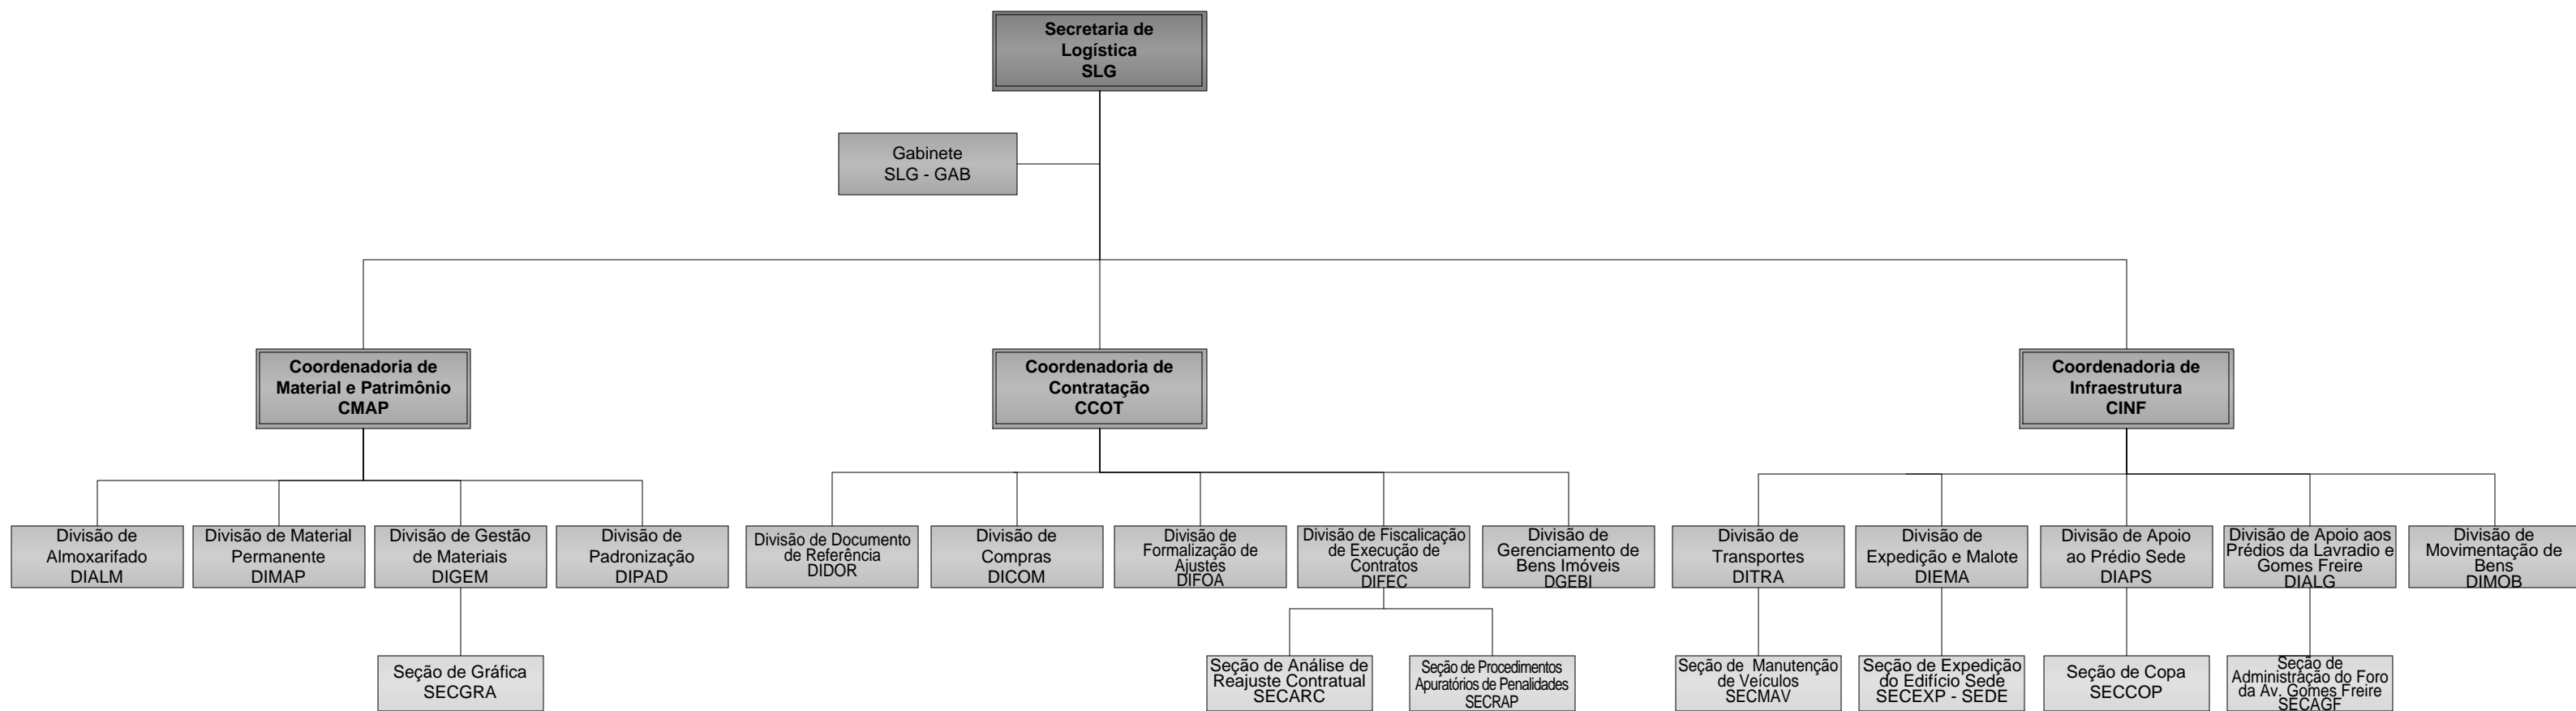 Secretaria de
Logística
SLG
Gabinete
SLG - GAB
Coordenadoria de
Material e Patrimônio
CMAP
Coordenadoria de
Contratação
CCOT
Coordenadoria de
Infraestrutura
CINF
Divisão de
Almoxarifado
DIALM
Divisão de Material
Permanente
DIMAP
Divisão de Gestão
de Materiais
DIGEM
Divisão de
Padronização
DIPAD
Divisão de Documento
de Referência
DIDOR
Divisão de
Compras
DICOM
Divisão de
Formalização de
Ajustes
DIFOA
Divisão de Fiscalicação
de Execução de
Contratos
DIFEC
Divisão de
Gerenciamento de
Bens Imóveis
DGEBI
Divisão de
Transportes
DITRA
Divisão de
Expedição e Malote
DIEMA
Divisão de Apoio
ao Prédio Sede
DIAPS
Divisão de Apoio aos
Prédios da Lavradio e
Gomes Freire
DIALG
Divisão de
Movimentação de
Bens
DIMOB
Seção de Gráfica
SECGRA
Seção de Análise de
Reajuste Contratual
SECARC
Seção de Procedimentos
Apuratórios de Penalidades
SECRAP
Seção de  Manutenção
de Veículos
SECMAV
Seção de Expedição
do Edifício Sede
SECEXP - SEDE
Seção de Copa
SECCOP
Seção de
Administração do Foro
da Av. Gomes Freire
SECAGF